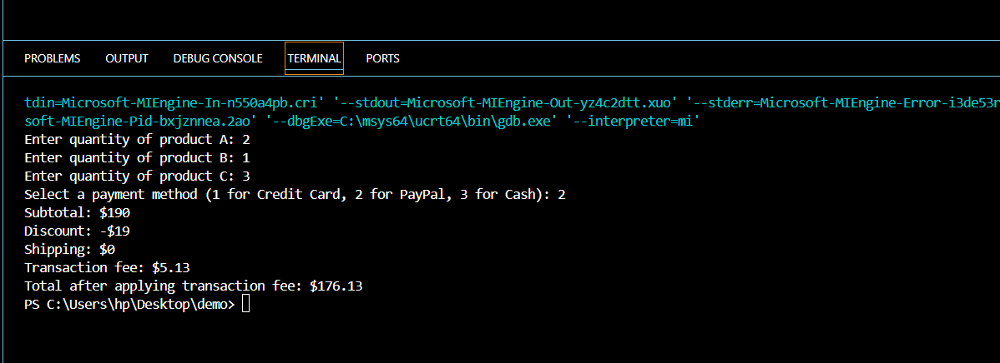 PROBLEMS OUTPUT DEBUG CONSOLE TERMINAL PORTS
tdin=Microsoft-MIEngine-In-n550a4pb.cri' '--stdout=Microsoft-MIEngine-Out-yz4c2dtt.xuo' '--stderr=Microsoft-MIEngine-Error-i3de53r
soft-MIEngine-Pid-bxjznnea.2ao' '--dbgExe=C:\msys64\ucrt64\bin\gdb.exe' '--interpreter=mi'
Enter quantity of product A: 2
Enter quantity of product B: 1
Enter quantity of product C: 3
Select a payment method (1 for Credit Card, 2 for PayPal, 3 for Cash): 2
Subtotal: $190
Discount: -$19
Shipping: $0
Transaction fee: $5.13
Total after applying transaction fee: $176.13
PS C:\Users\hp\Desktop\demo>